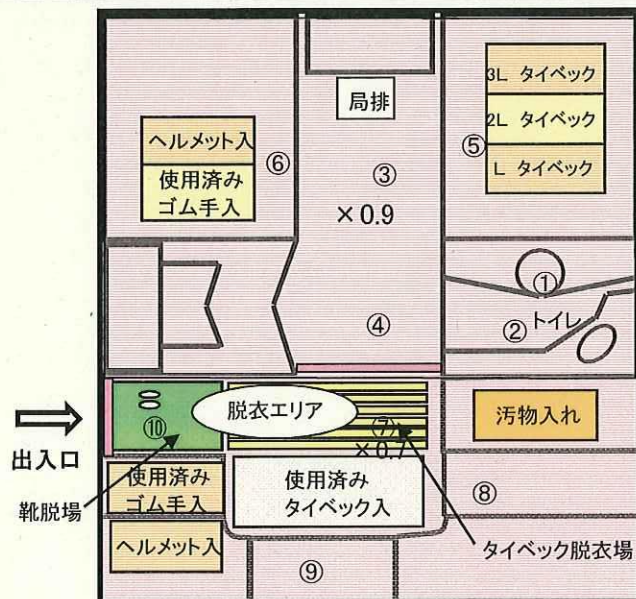 局排
3L タイベック
2L タイベック
L タイベック
⑤
ヘルメット入
⑥
使用済み
ゴム手入
③
×0.9
①
②
トイレ
④
脱衣エリア
⑦
×0.7
⑩
汚物入れ
出入口
靴脱場
使用済み
ゴム手入
使用済み
タイベック入
⑧
ヘルメット入
タイベック脱衣場
⑨